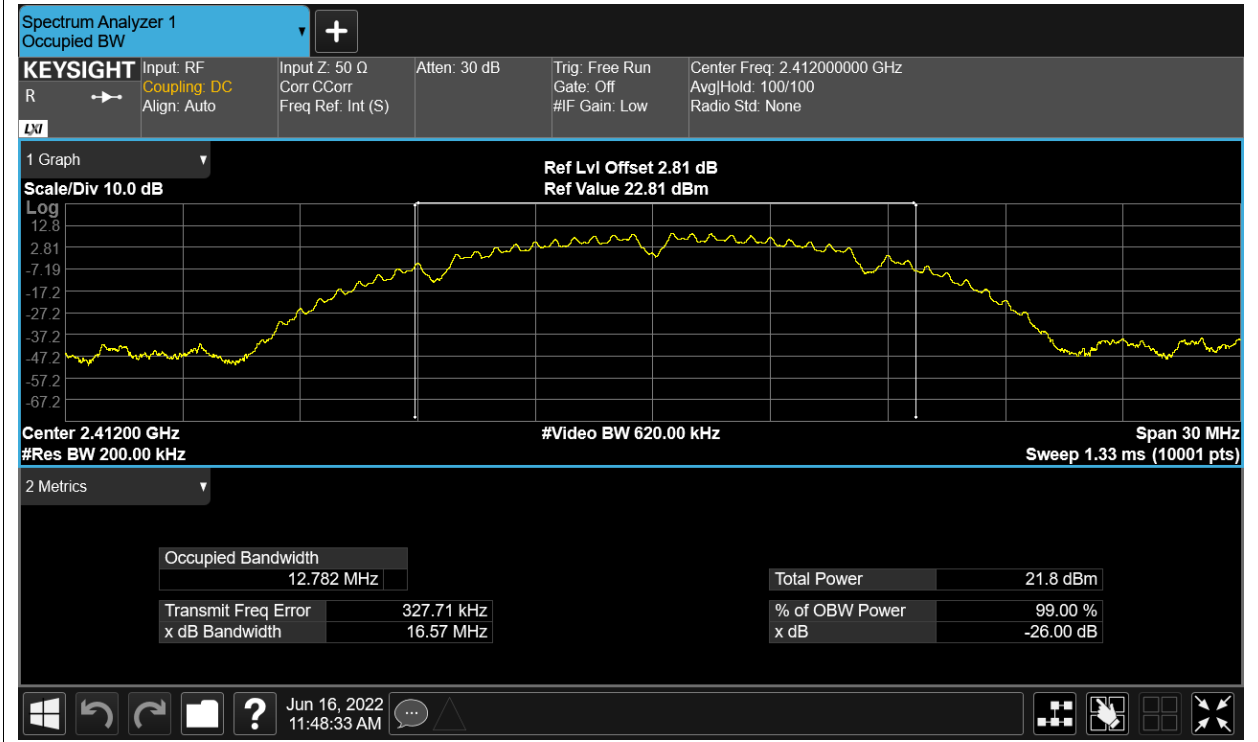 Spectrum Analyzer 1
Occupied BW
KEYSIGHT
R
LXI
Input: RF
Coupling: DC
Align: Auto
Input Z: 50 Ω
Corr CCorr
Freq Ref: Int (S)
Atten: 30 dB
Trig: Free Run
Gate: Off
#IF Gain: Low
Center Freq: 2.412000000 GHz
Avg|Hold: 100/100
Radio Std: None
1 Graph
Scale/Div 10.0 dB
Ref Lvl Offset 2.81 dB
Ref Value 22.81 dBm
Log
12.8
2.81
-7.19
-17.2
-27.2
-37.2
-47.2
-57.2
-67.2
Center 2.41200 GHz
#Res BW 200.00 kHz
#Video BW 620.00 kHz
Span 30 MHz
Sweep 1.33 ms (10001 pts)
2 Metrics
Occupied Bandwidth
12.782 MHz
Transmit Freq Error 327.71 kHz
x dB Bandwidth 16.57 MHz
Total Power 21.8 dBm
% of OBW Power 99.00 %
x dB -26.00 dB
?
Jun 16, 2022
11:48:33 AM